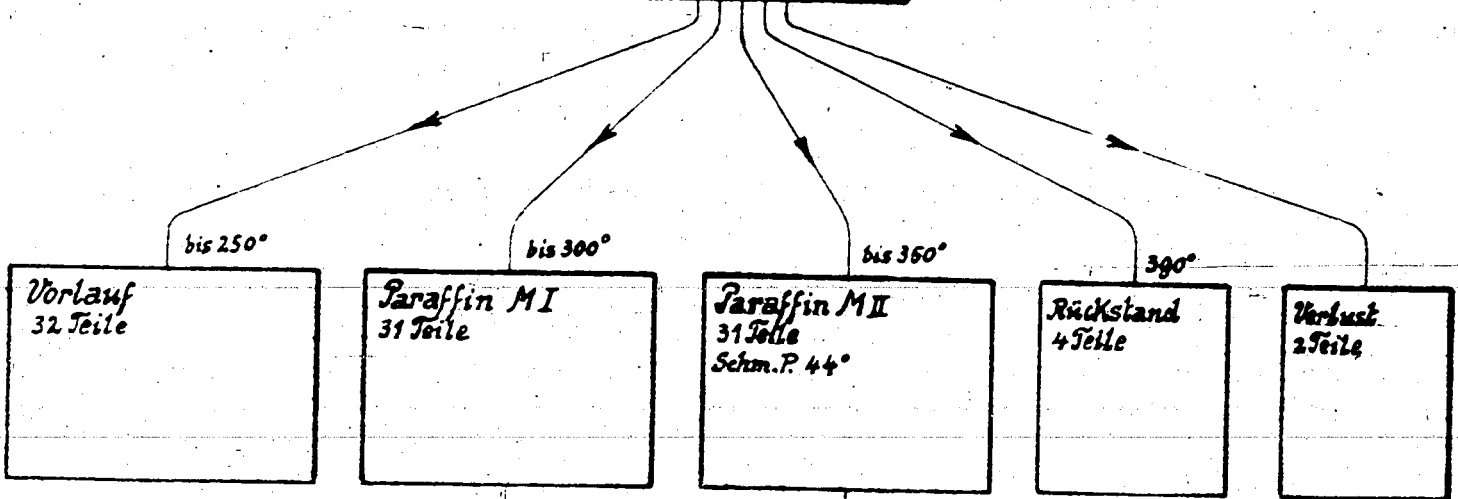 bis 250°
Vorlauf
32 Teile
bis 300°
Paraffin M I
31 Teile
bis 360°
Paraffin M II
31 Teile
Schm.P. 44°
390°
Rückstand
4 Teile
Verlust
2 Teile